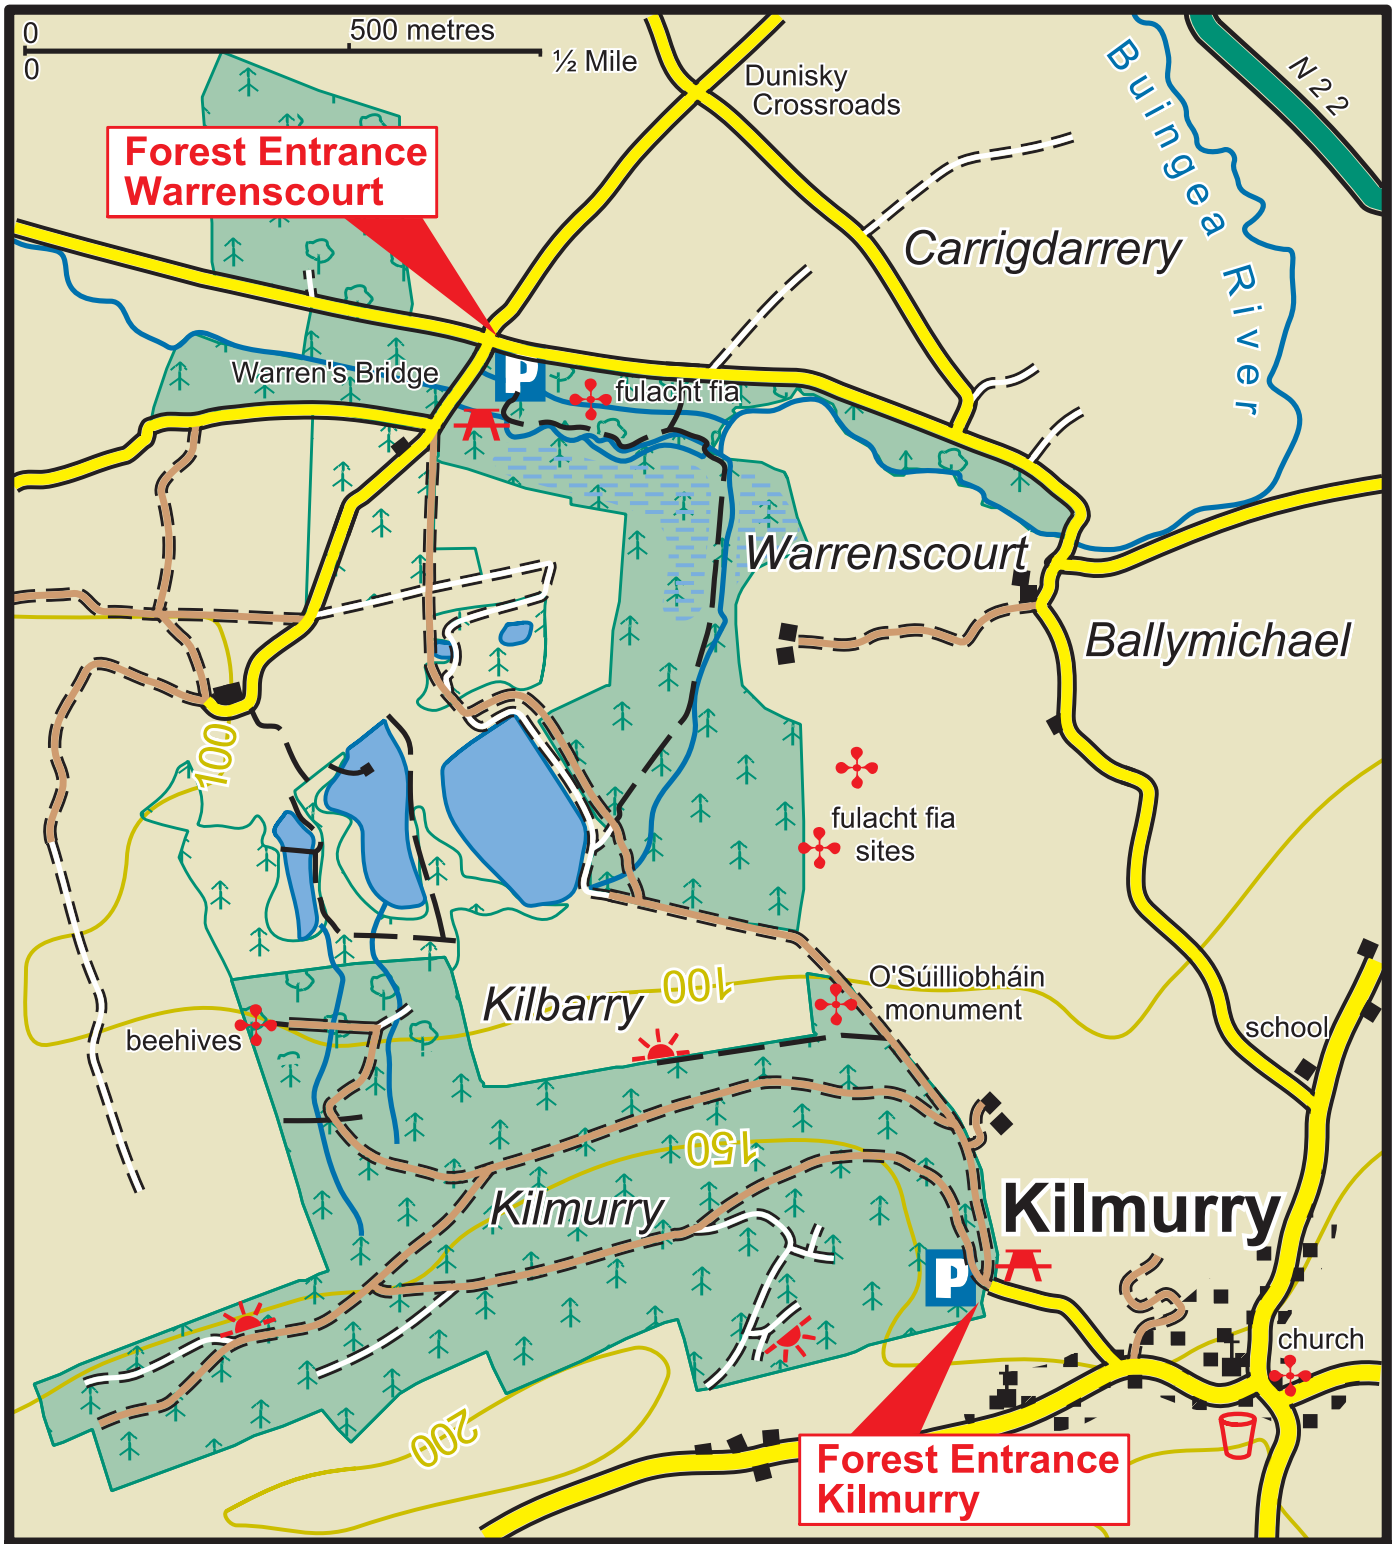 0
500 metres
0
½ Mile
Dunisky
Crossroads
N22
Buingea River
Forest Entrance
Warrenscourt
Carrigdarrery
Warren's Bridge
P
fulacht fia
Warrenscourt
Ballymichael
100
fulacht fia
sites
O'Súilliobháin
monument
Kilbarry
100
school
beehives
150
Kilmurry
Kilmurry
P
church
200
Forest Entrance
Kilmurry